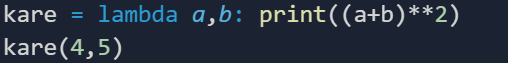 kare = lambda a,b: print((a+b)**2)
kare(4,5)